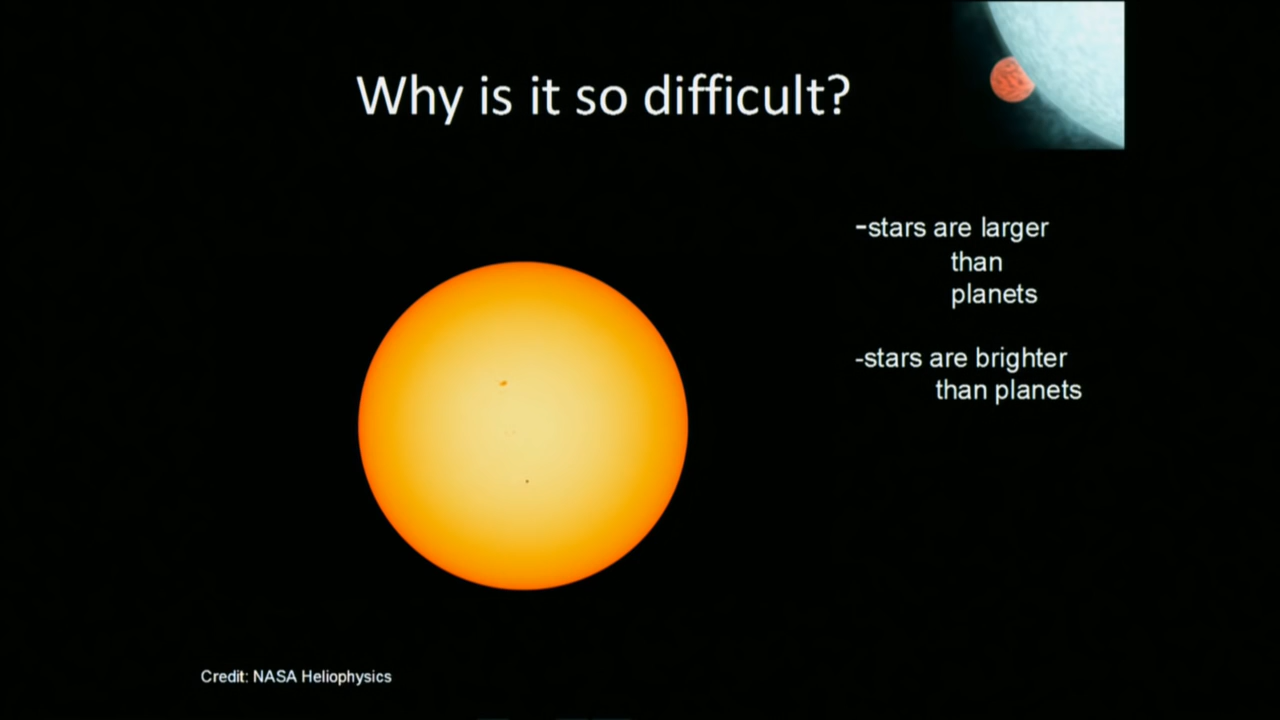 Why is it so difficult?
-stars are larger
than
planets
-stars are brighter
than planets
Credit: NASA Heliophysics